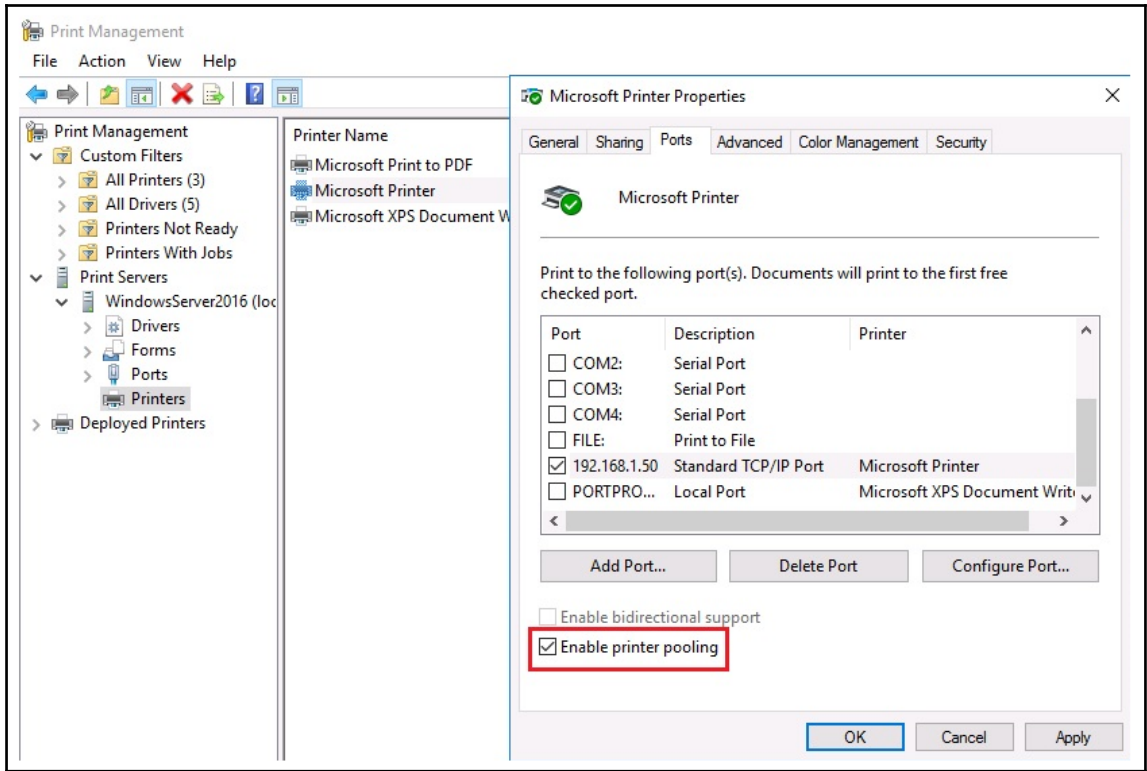 Print Management
File Action View Help
Print Management
Custom Filters
All Printers (3)
All Drivers (5)
Printers Not Ready
Printers With Jobs
Print Servers
WindowsServer2016 (loc
Drivers
Forms
Ports
Printers
Deployed Printers
Printer Name
Microsoft Print to PDF
Microsoft Printer
Microsoft XPS Document W
Microsoft Printer Properties
General Sharing Ports Advanced Color Management Security
Microsoft Printer
Print to the following port(s). Documents will print to the first free
checked port.
Port Description Printer
COM2: Serial Port
COM3: Serial Port
COM4: Serial Port
FILE: Print to File
192.168.1.50 Standard TCP/IP Port Microsoft Printer
PORTPRO... Local Port Microsoft XPS Document Write
Add Port... Delete Port Configure Port...
Enable bidirectional support
Enable printer pooling
OK Cancel Apply